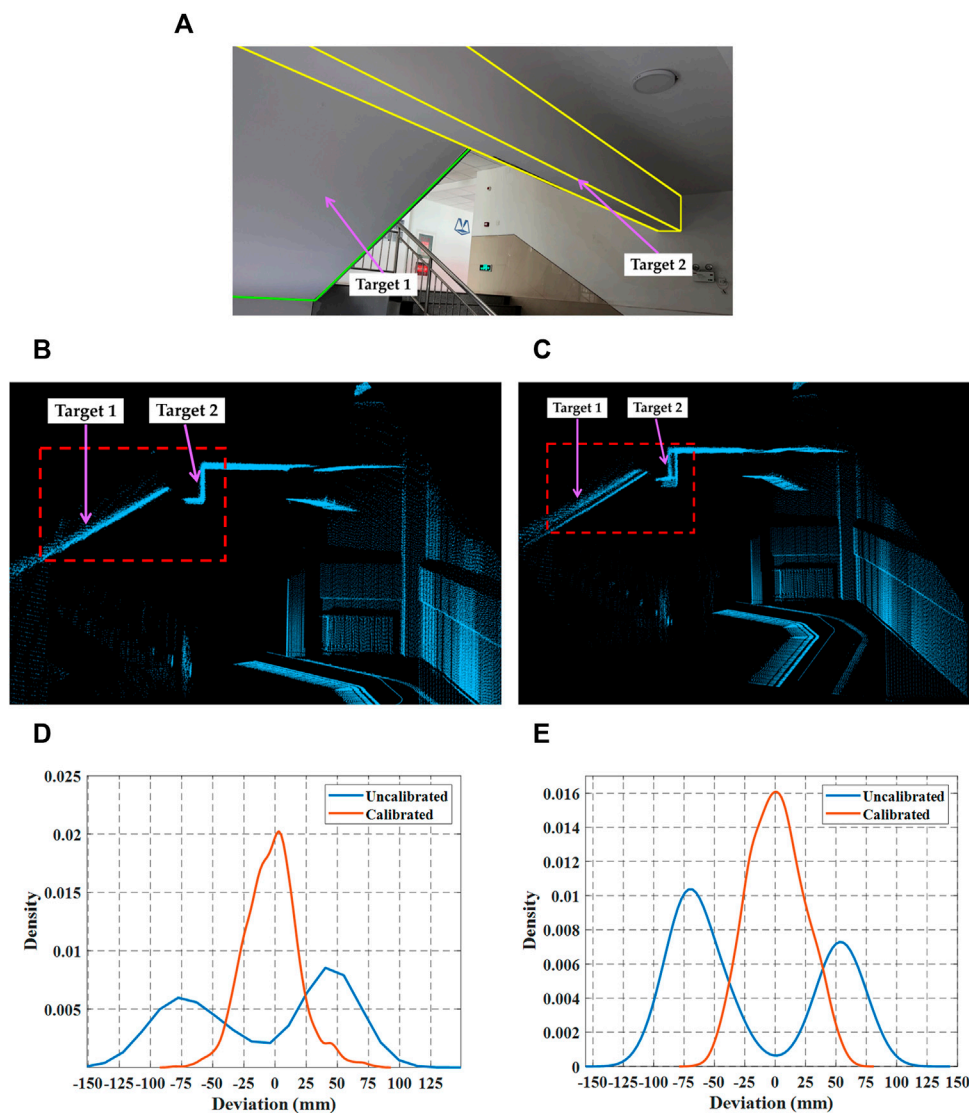 A
Target 1
Target 2
B
C
Target 1
Target 2
Target 1
Target 2
D
E
0.025
0.02
0.015
0.01
0.005
Density
Uncalibrated
Calibrated
-150 -125 -100 -75 -50 -25 0 25 50 75 100 125
Deviation (mm)
0.016
0.014
0.012
0.01
0.008
0.006
0.004
0.002
0
Density
Uncalibrated
Calibrated
-150 -125 -100 -75 -50 -25 0 25 50 75 100 125 150
Deviation (mm)